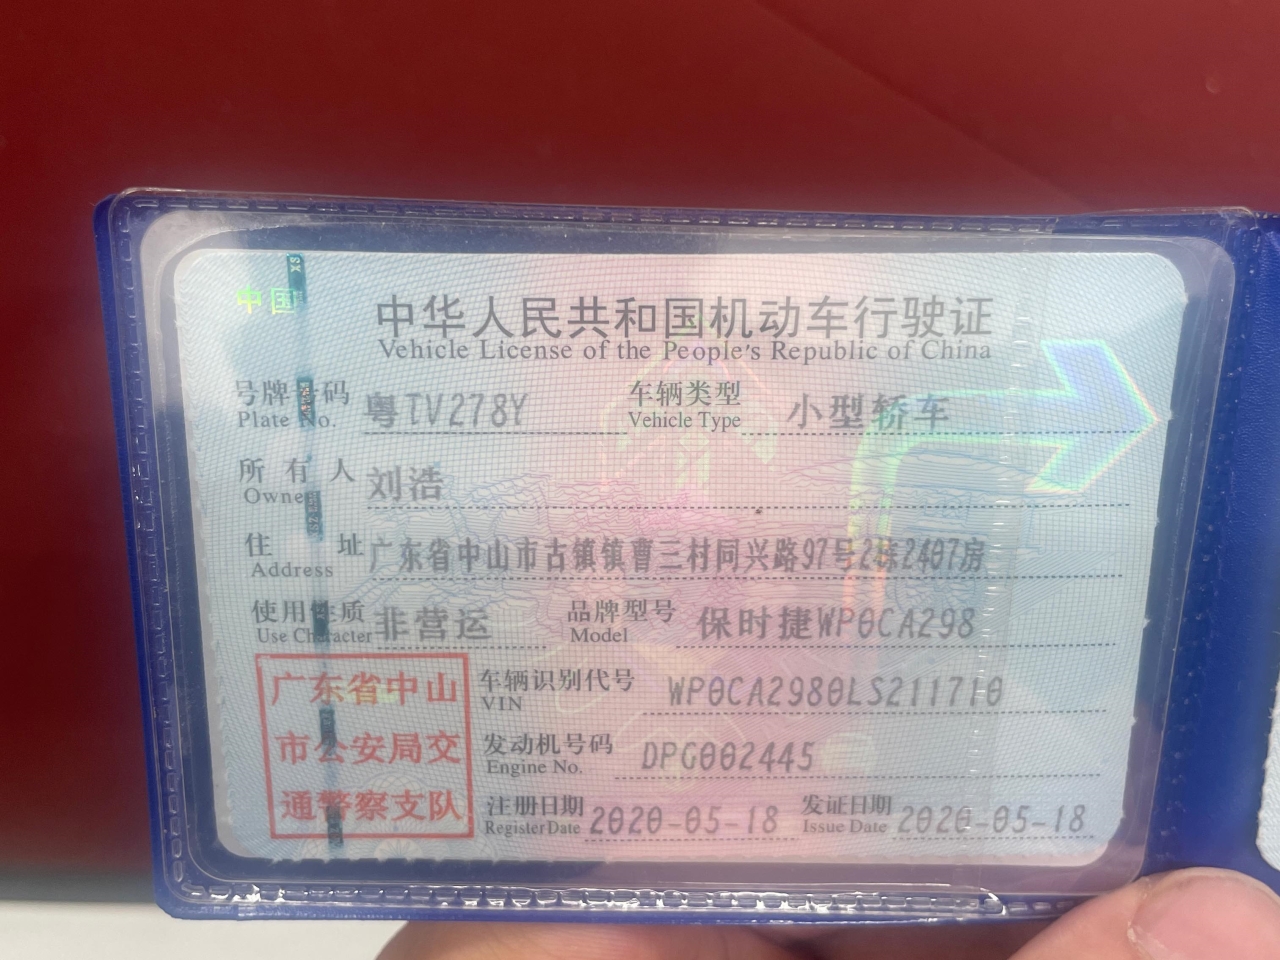 中国
中华人民共和国机动车行驶证
Vehicle License of the People's Republic of China
号牌号码 粤TV278Y 车辆类型 小型轿车
Plate No. Vehicle Type
所有人 刘浩
Owner
住址 广东省中山市古镇镇曹三村同兴路97号2栋2407房
Address
使用性质 非营运 品牌型号 保时捷WP0CA298
Use Character Model
广东省中山
市公安局交
通警察支队
车辆识别代号 WP0CA2980LS211710
VIN
发动机号码 DPG002445
Engine No.
注册日期 2020-05-18 发证日期 2020-05-18
Register Date Issue Date